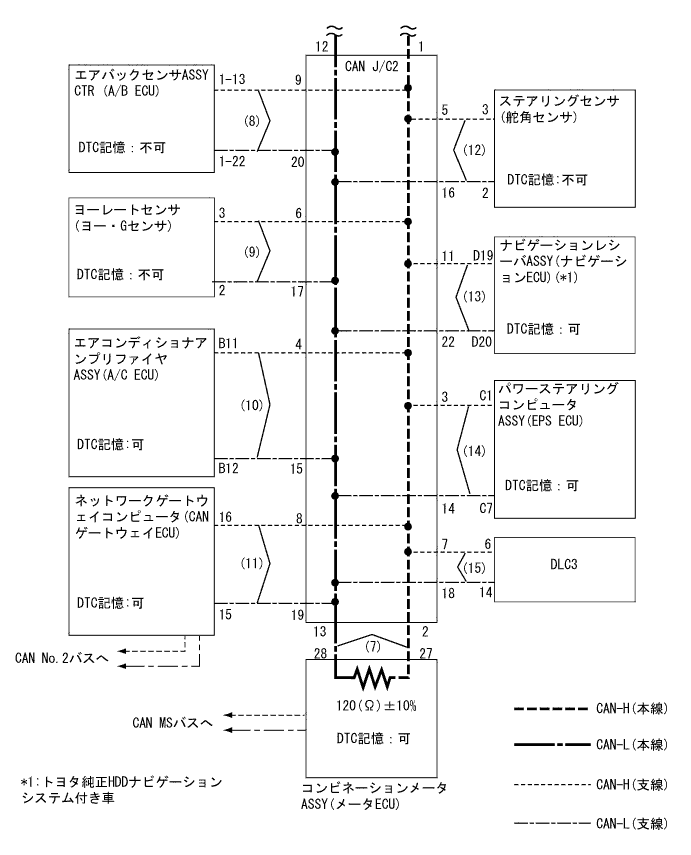 12
1
CAN J/C2
エアバックセンサASSY
CTR (A/B ECU)
DTC記憶：不可
1-13
9
(8)
1-22
20
ステアリングセンサ
(舵角センサ)
DTC記憶:不可
5
3
(12)
16
2
ヨーレートセンサ
(ヨー・Gセンサ)
DTC記憶：不可
3
6
(9)
2
17
ナビゲーションレシ
ーバASSY(ナビゲーシ
ョンECU)(*1)
DTC記憶：可
11
D19
(13)
22
D20
エアコンディショナア
ンプリファイヤ
ASSY(A/C ECU)
DTC記憶：可
B11
4
(10)
B12
15
パワーステアリング
コンピュータ
ASSY(EPS ECU)
DTC記憶：可
3
C1
(14)
14
C7
ネットワークゲートウ
ェイコンピュータ(CAN
ゲートウェイECU)
DTC記憶:可
16
8
(11)
15
19
DLC3
7
6
(15)
18
14
13
2
(7)
28
27
CAN No.2バスへ
120(Ω)±10%
DTC記憶：可
CAN MSバスへ
コンビネーションメータ
ASSY(メータECU)
*1:トヨタ純正HDDナビゲーション
システム付き車
CAN-H(本線)
CAN-L(本線)
CAN-H(支線)
CAN-L(支線)